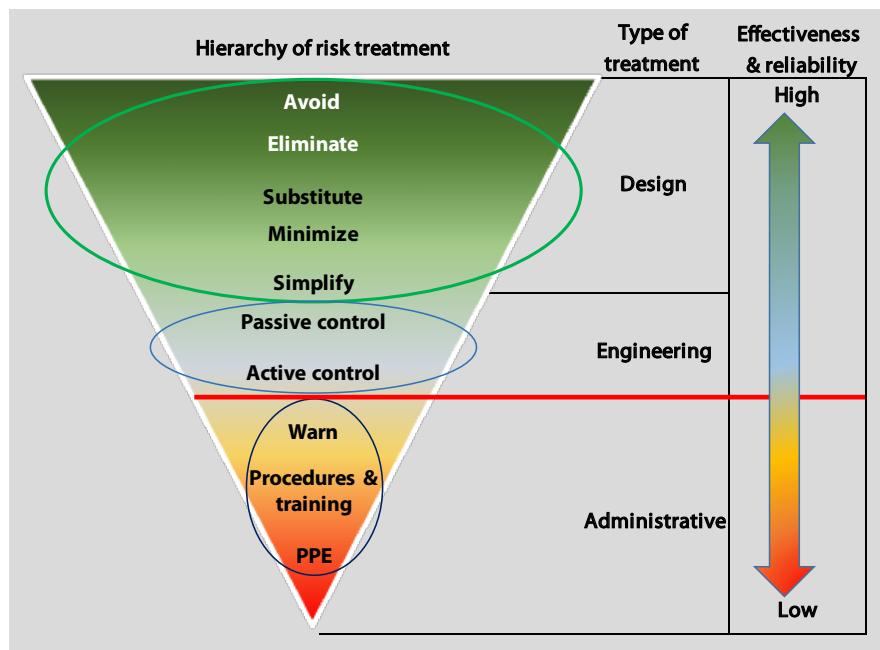 Hierarchy of risk treatment
Type of
treatment
Effectiveness
& reliability
High
Avoid
Eliminate
Substitute
Minimize
Simplify
Design
Passive control
Active control
Engineering
Warn
Procedures &
training
PPE
Administrative
Low